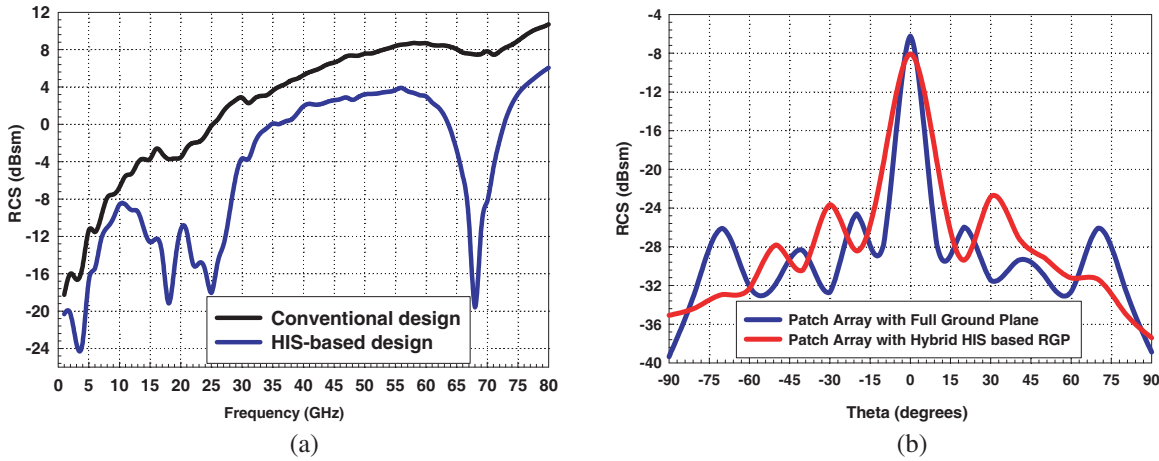 12
8
4
0
-4
-8
-12
-16
-20
-24
RCS (dBsm)
0 5 10 15 20 25 30 35 40 45 50 55 60 65 70 75 80
Frequency (GHz)
Conventional design
HIS-based design
(a)
-4
-8
-12
-16
-20
-24
-28
-32
-36
-40
RCS (dBsm)
-90 -75 -60 -45 -30 -15 0 15 30 45 60 75 90
Theta (degrees)
Patch Array with Full Ground Plane
Patch Array with Hybrid HIS based RGP
(b)